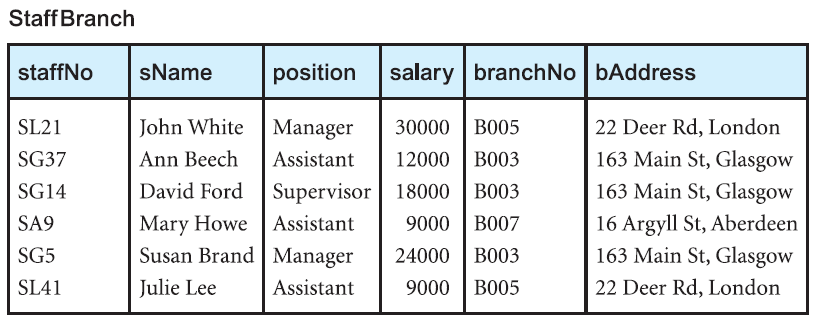 StaffBranch
staffNo sName position salary branchNo bAddress
SL21 John White Manager 30000 B005 22 Deer Rd, London
SG37 Ann Beech Assistant 12000 B003 163 Main St, Glasgow
SG14 David Ford Supervisor 18000 B003 163 Main St, Glasgow
SA9 Mary Howe Assistant 9000 B007 16 Argyll St, Aberdeen
SG5 Susan Brand Manager 24000 B003 163 Main St, Glasgow
SL41 Julie Lee Assistant 9000 B005 22 Deer Rd, London